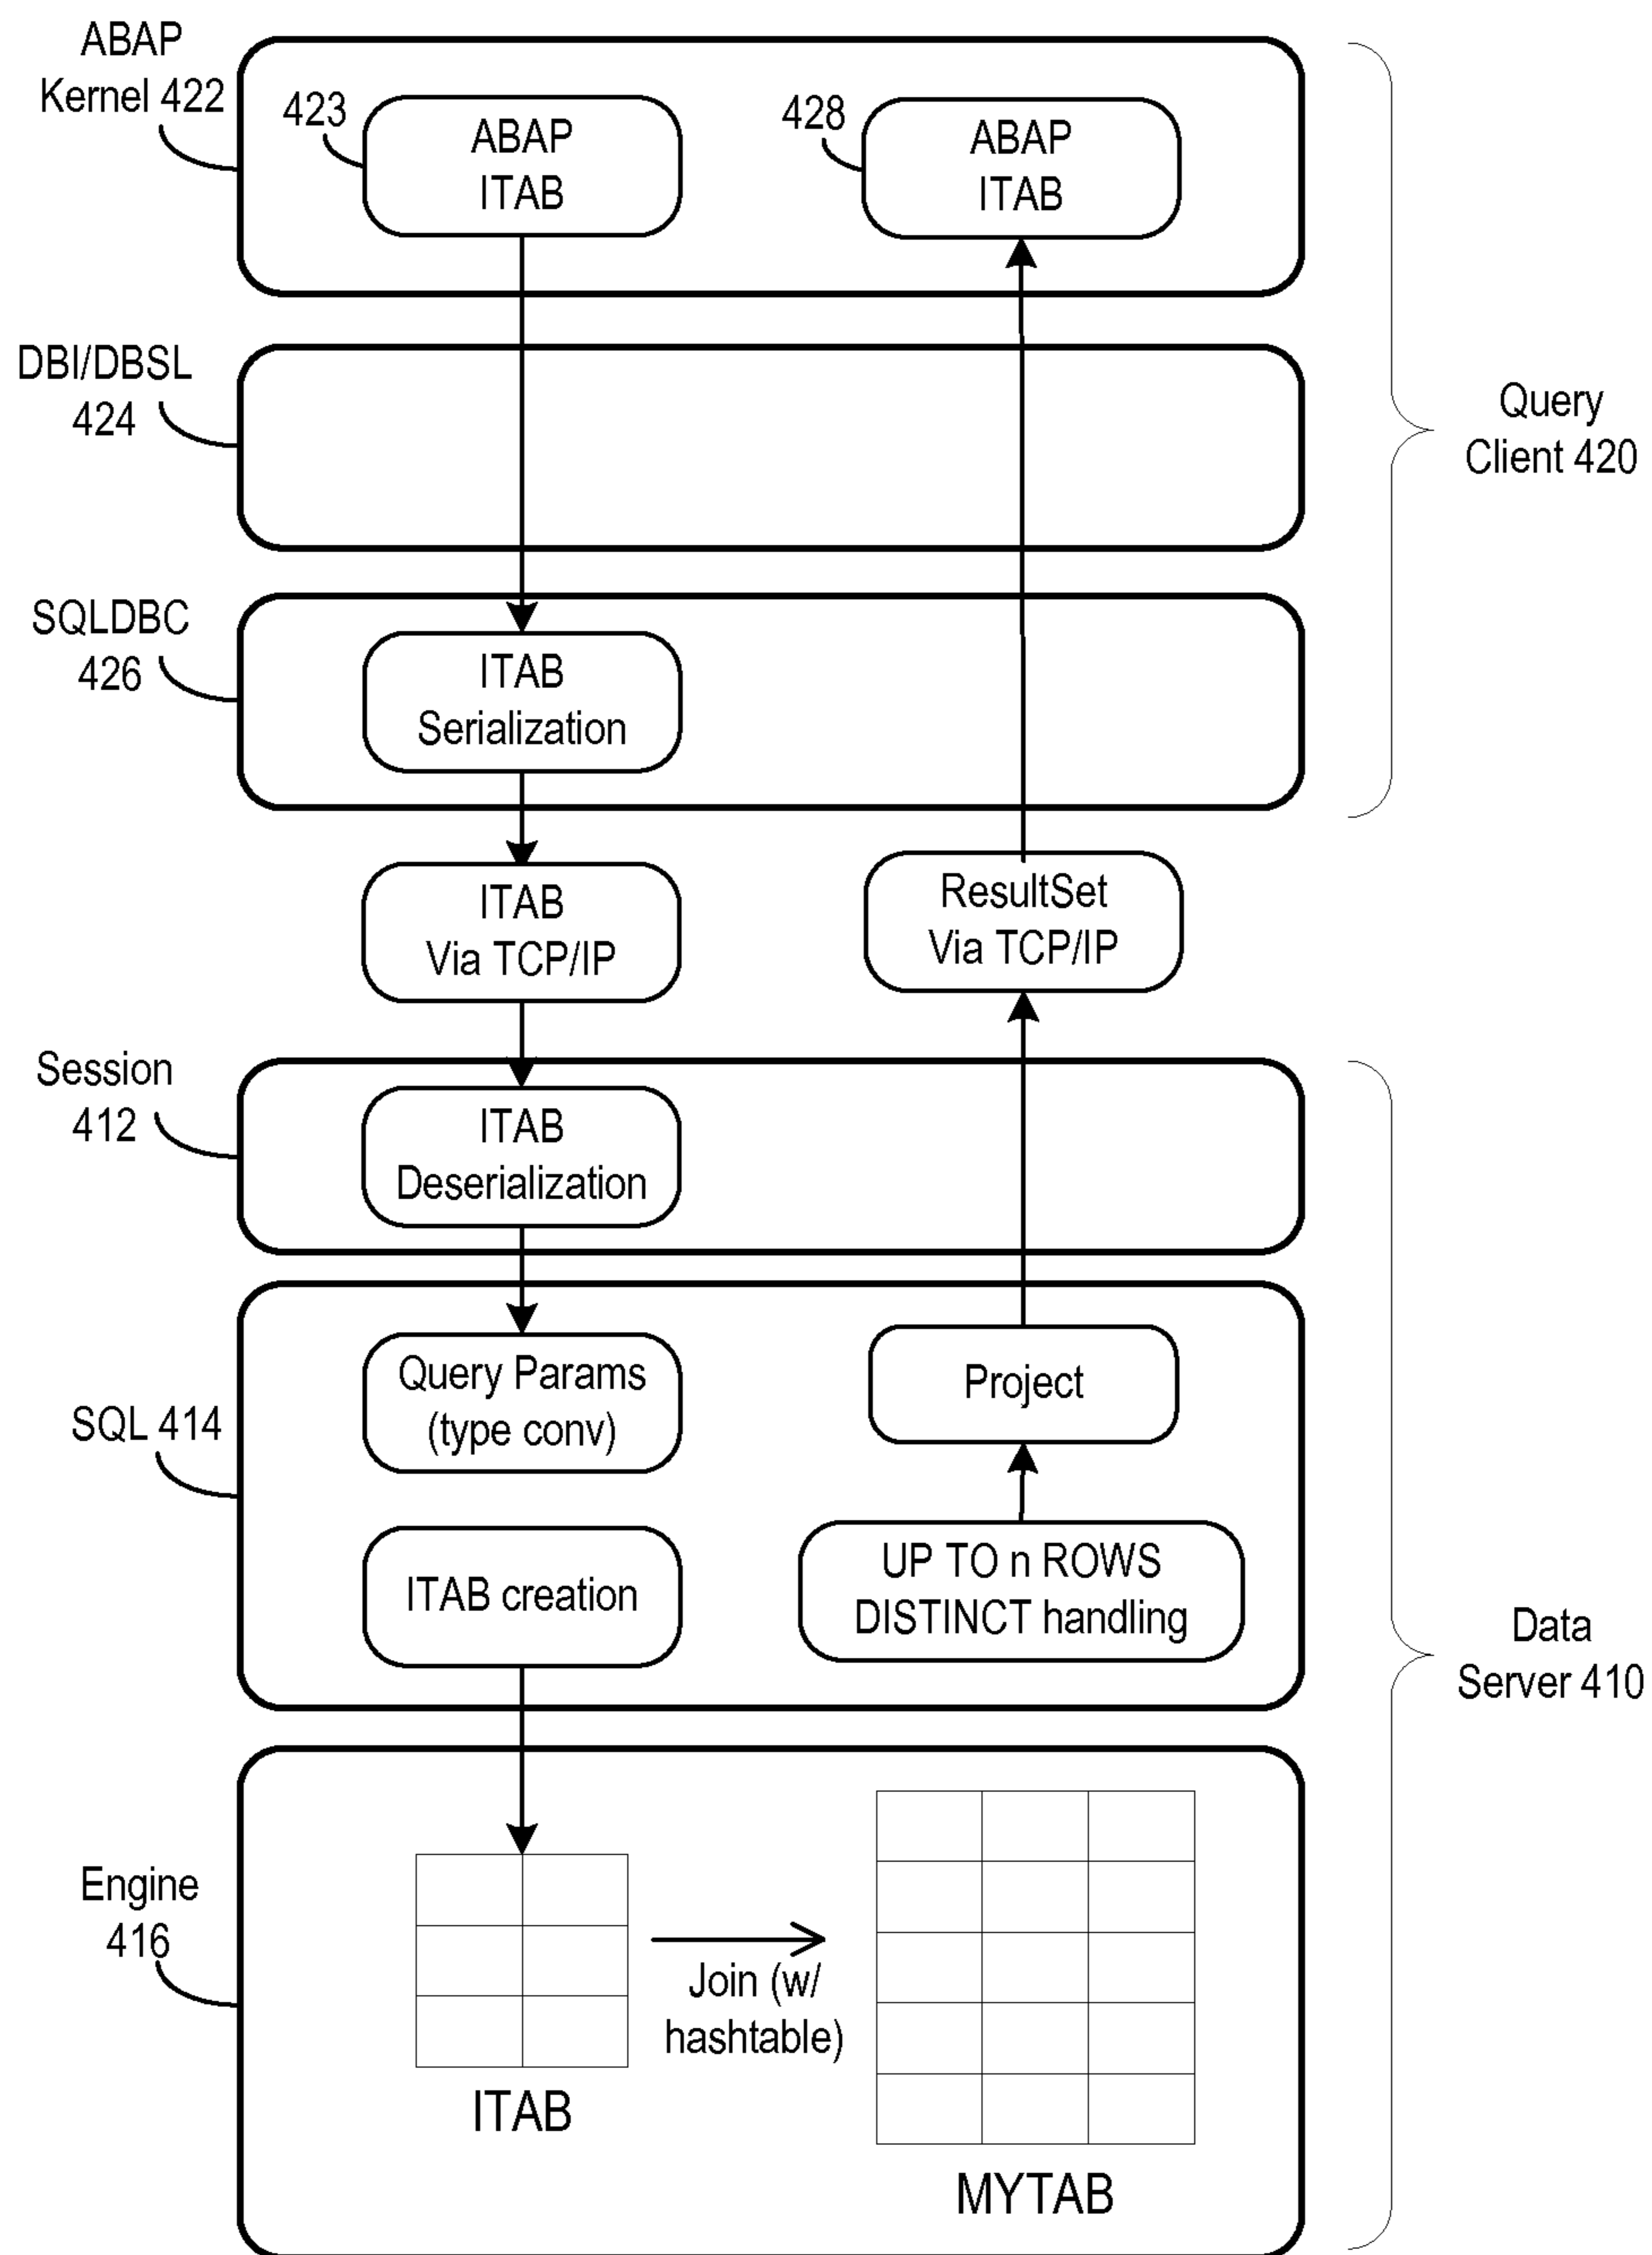 ABAP
Kernel 422
423
ABAP
ITAB
428
ABAP
ITAB
DBI/DBSL
424
Query
Client 420
SQLDBC
426
ITAB
Serialization
ITAB
Via TCP/IP
ResultSet
Via TCP/IP
Session
412
ITAB
Deserialization
SQL 414
Query Params
(type conv)
Project
ITAB creation
UP TO n ROWS
DISTINCT handling
Data
Server 410
Engine
416
Join (w/
hashtable)
ITAB
MYTAB